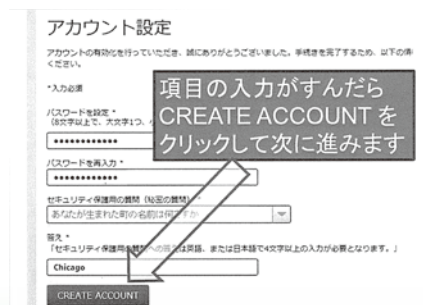 アカウント設定
アカウントの有効化を行っていただき、誠にありがとうございました。手続きを完了するため、以下の情
ください。
*入力必須
パスワードを設定 *
(8文字以上で、大文字1つ、
項目の入力がすんだら
CREATE ACCOUNT を
クリックして次に進みます
••••••••••••
パスワードを再入力 *
••••••••••••
セキュリティ保護用の質問 (秘密の質問)
あなたが生まれた町の名前は何ですか
答え *
「セキュリティ保護用の質問への答えは英語、または日本語で4文字以上の入力が必要となります。」
Chicago
CREATE ACCOUNT